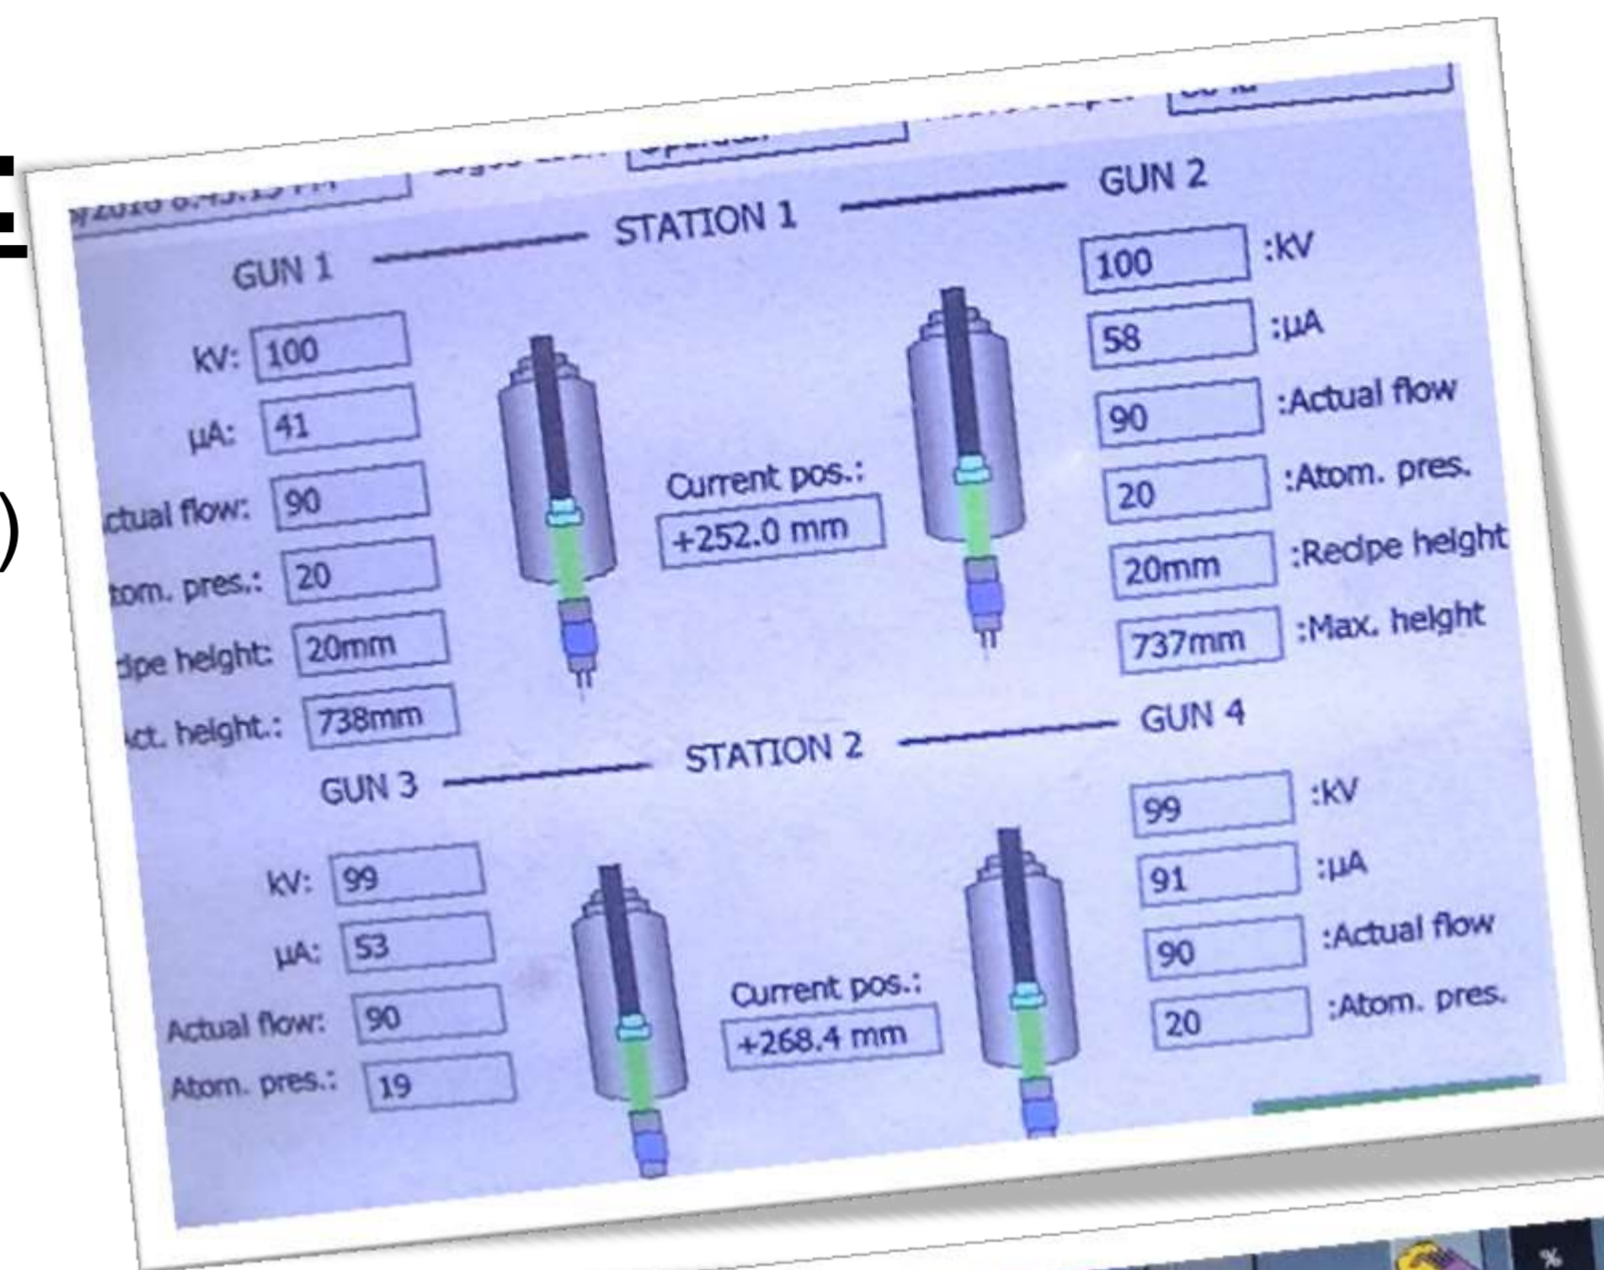 GUN 1 STATION 1 GUN 2
kV: 100
µA: 41
ctual flow: 90
tom. pres.: 20
height: 20mm
ct. height.: 738mm
Current pos.:
+252.0 mm
100 :kV
58 :µA
90 :Actual flow
20 :Atom. pres.
20mm :Recipe height
737mm :Max. height
GUN 3 STATION 2 GUN 4
kV: 99
µA: 53
Actual flow: 90
Atom. pres.: 19
Current pos.:
+268.4 mm
99 :kV
91 :µA
90 :Actual flow
20 :Atom. pres.
)
%